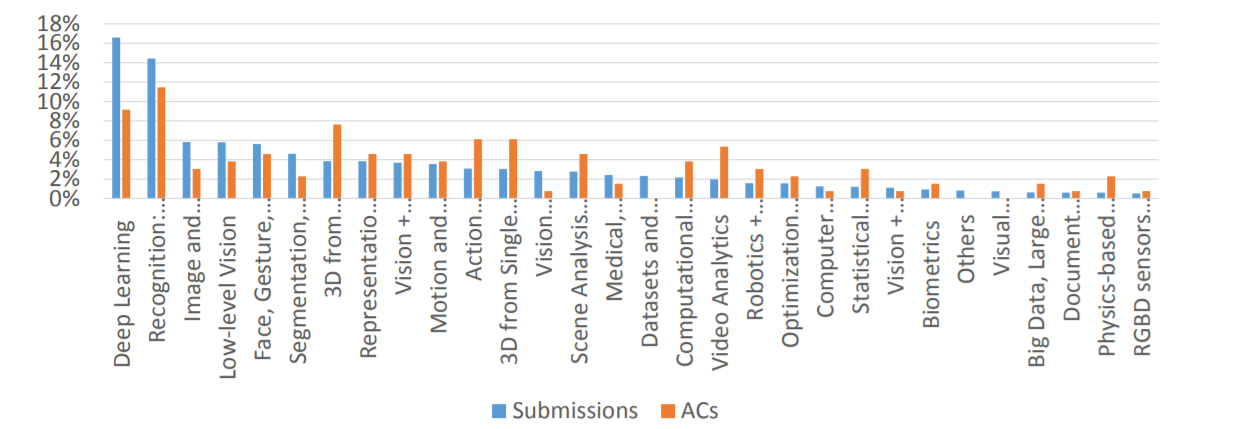 18%
16%
14%
12%
10%
8%
6%
4%
2%
0%
Deep Learning
Recognition:...
Image and...
Low-level Vision
Face, Gesture,...
Segmentation,...
3D from...
Representatio...
Vision +...
Motion and...
Action...
3D from Single...
Vision...
Scene Analysis...
Medical,...
Datasets and...
Computational...
Video Analytics
Robotics +...
Optimization...
Computer...
Statistical...
Vision +...
Biometrics
Others
Visual...
Big Data, Large...
Document...
Physics-based...
RGBD sensors...
Submissions ACs